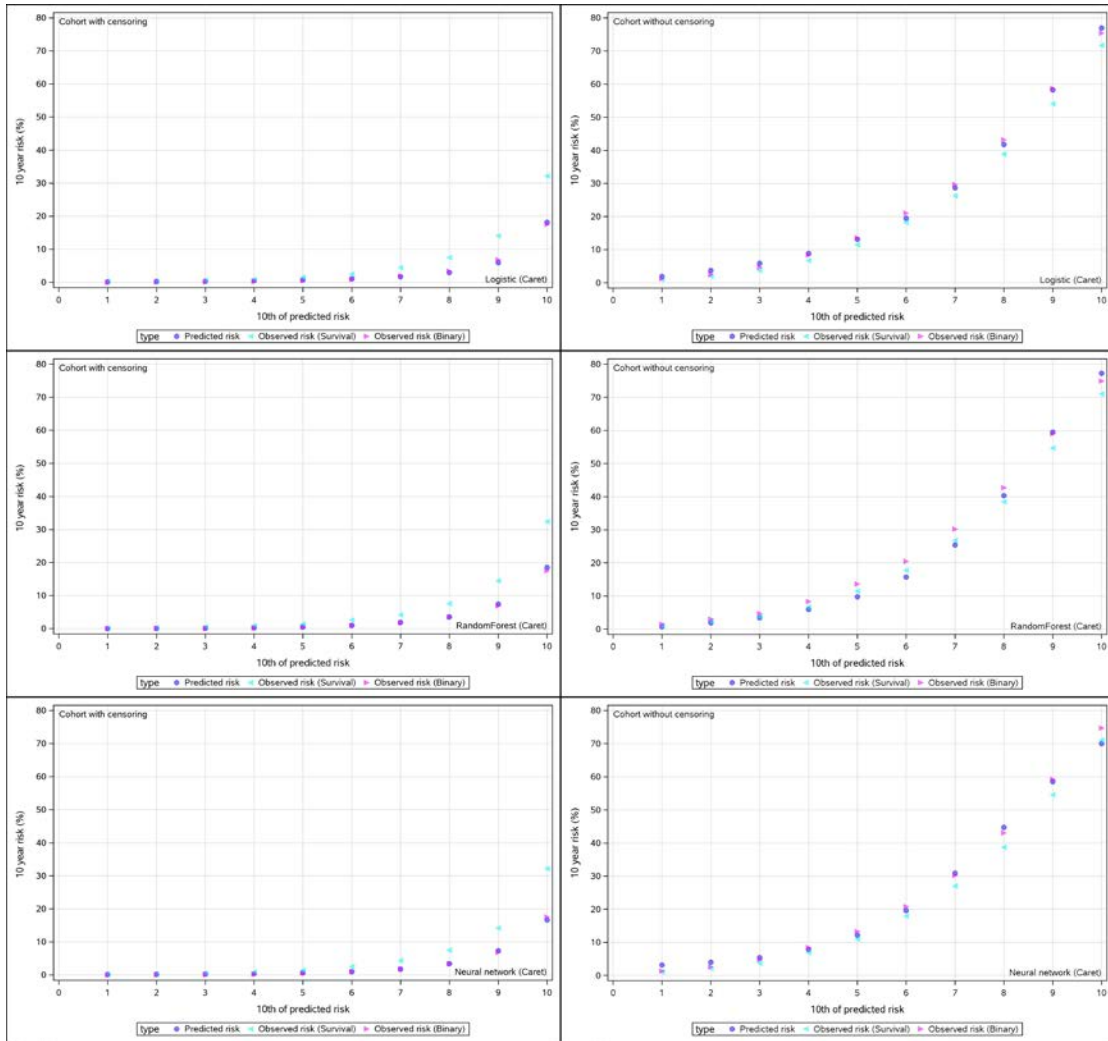 Cohort with censoring
80
70
60
50
40
30
20
10
0
10 year risk (%)
Logistic (Caret)
0 1 2 3 4 5 6 7 8 9 10
10th of predicted risk
type Predicted risk Observed risk (Survival) Observed risk (Binary)
Cohort without censoring
80
70
60
50
40
30
20
10
0
10 year risk (%)
Logistic (Caret)
0 1 2 3 4 5 6 7 8 9 10
10th of predicted risk
type Predicted risk Observed risk (Survival) Observed risk (Binary)
Cohort with censoring
80
70
60
50
40
30
20
10
0
10 year risk (%)
RandomForest (Caret)
0 1 2 3 4 5 6 7 8 9 10
10th of predicted risk
type Predicted risk Observed risk (Survival) Observed risk (Binary)
Cohort without censoring
80
70
60
50
40
30
20
10
0
10 year risk (%)
RandomForest (Caret)
0 1 2 3 4 5 6 7 8 9 10
10th of predicted risk
type Predicted risk Observed risk (Survival) Observed risk (Binary)
Cohort with censoring
80
70
60
50
40
30
20
10
0
10 year risk (%)
Neural network (Caret)
0 1 2 3 4 5 6 7 8 9 10
10th of predicted risk
type Predicted risk Observed risk (Survival) Observed risk (Binary)
Cohort without censoring
80
70
60
50
40
30
20
10
0
10 year risk (%)
Neural network (Caret)
0 1 2 3 4 5 6 7 8 9 10
10th of predicted risk
type Predicted risk Observed risk (Survival) Observed risk (Binary)